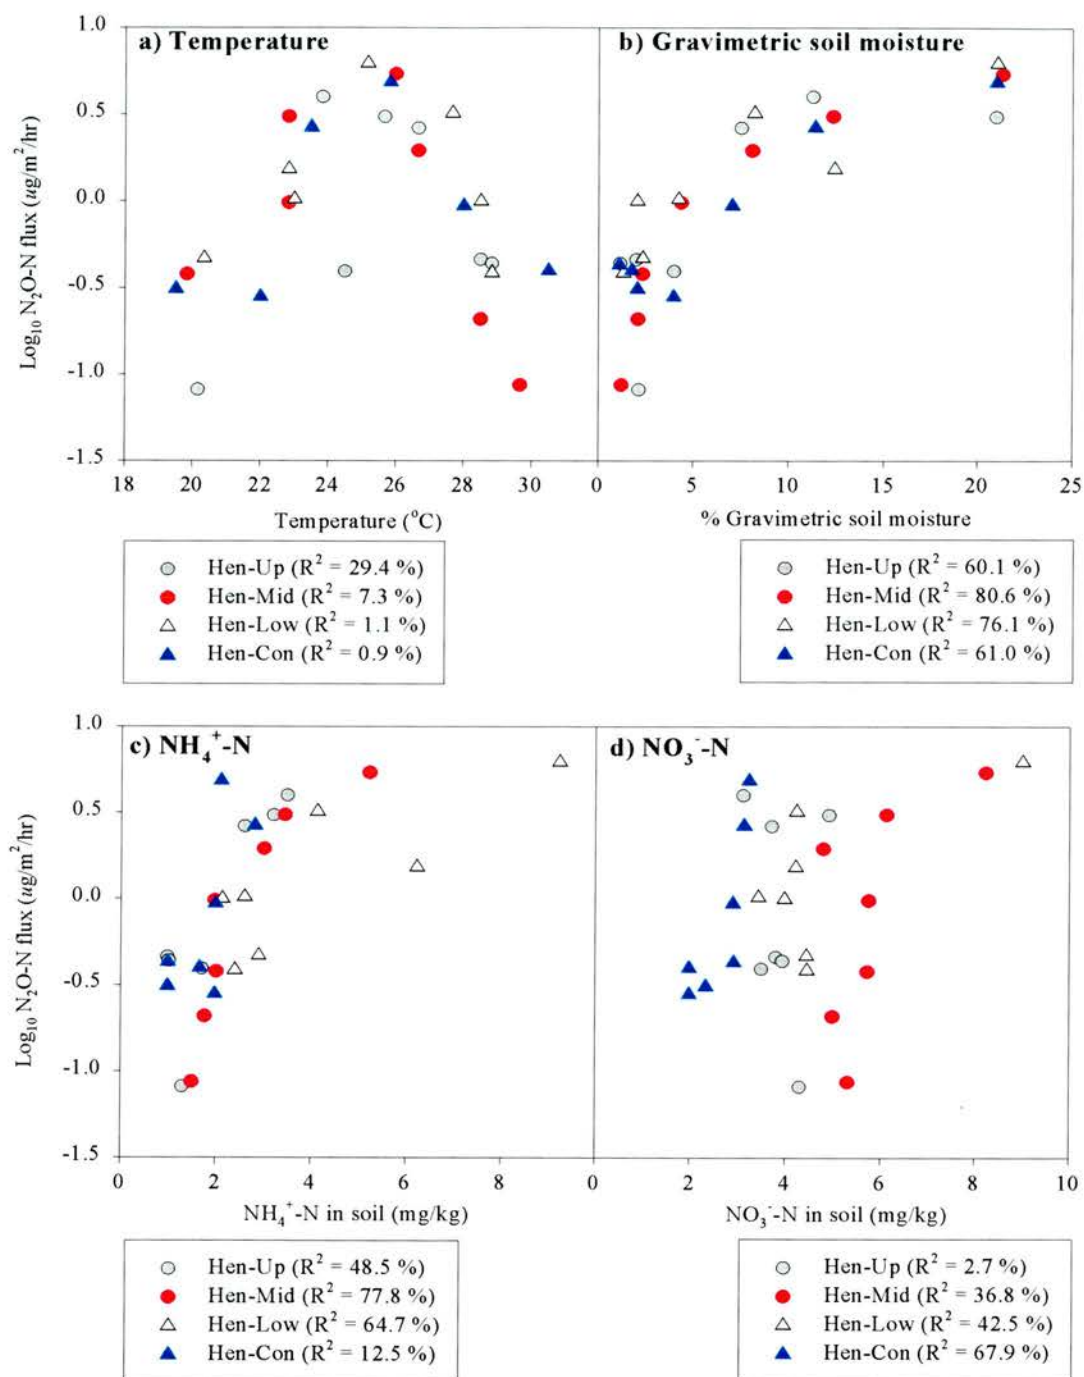 a) Temperature
b) Gravimetric soil moisture
1.0
0.5
0.0
-0.5
-1.0
-1.5
Log₁₀ N₂O-N flux (ug/m²/hr)
18 20 22 24 26 28 30 0 5 10 15 20 25
Temperature (°C)
% Gravimetric soil moisture
Hen-Up (R² = 29.4 %)
Hen-Mid (R² = 7.3 %)
Hen-Low (R² = 1.1 %)
Hen-Con (R² = 0.9 %)
Hen-Up (R² = 60.1 %)
Hen-Mid (R² = 80.6 %)
Hen-Low (R² = 76.1 %)
Hen-Con (R² = 61.0 %)
c) NH₄⁺-N
d) NO₃⁻-N
1.0
0.5
0.0
-0.5
-1.0
-1.5
Log₁₀ N₂O-N flux (ug/m²/hr)
0 2 4 6 8 0 2 4 6 8 10
NH₄⁺-N in soil (mg/kg)
NO₃⁻-N in soil (mg/kg)
Hen-Up (R² = 48.5 %)
Hen-Mid (R² = 77.8 %)
Hen-Low (R² = 64.7 %)
Hen-Con (R² = 12.5 %)
Hen-Up (R² = 2.7 %)
Hen-Mid (R² = 36.8 %)
Hen-Low (R² = 42.5 %)
Hen-Con (R² = 67.9 %)